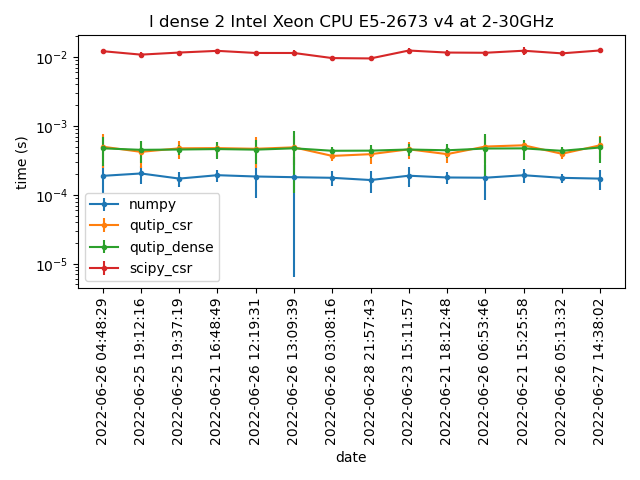 I dense 2 Intel Xeon CPU E5-2673 v4 at 2-30GHz
time (s)
10⁻²
10⁻³
10⁻⁴
10⁻⁵
numpy
qutip_csr
qutip_dense
scipy_csr
2022-06-26 04:48:29
2022-06-25 19:12:16
2022-06-25 19:37:19
2022-06-21 16:48:49
2022-06-26 12:19:31
2022-06-26 13:09:39
2022-06-26 03:08:16
2022-06-28 21:57:43
2022-06-23 15:11:57
2022-06-21 18:12:48
2022-06-26 06:53:46
2022-06-21 15:25:58
2022-06-26 05:13:32
2022-06-27 14:38:02
date